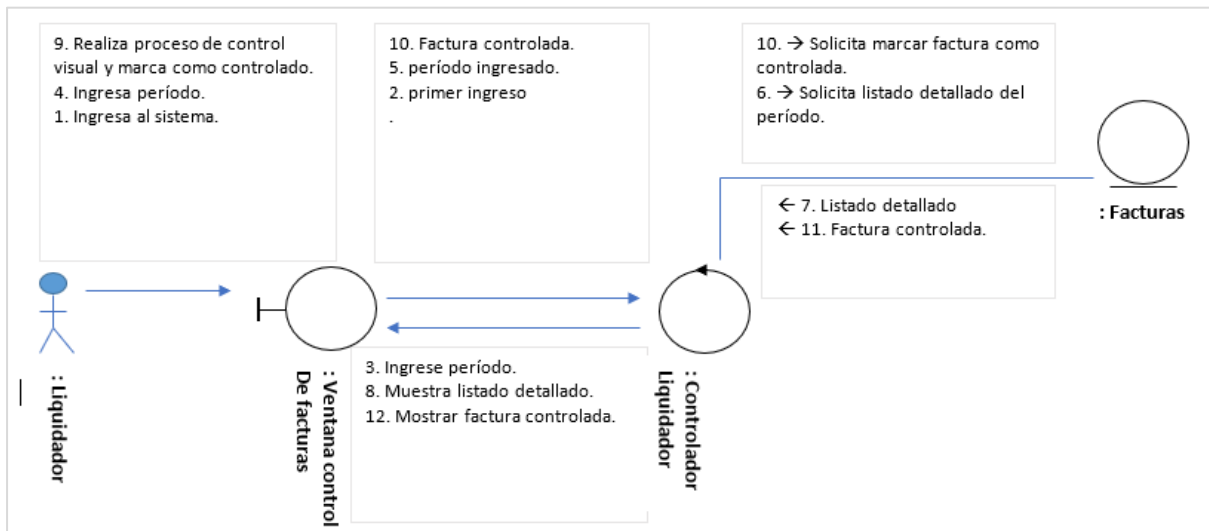 9. Realiza proceso de control
visual y marca como controlado.
4. Ingresa período.
1. Ingresa al sistema.
10. Factura controlada.
5. período ingresado.
2. primer ingreso
.
10. → Solicita marcar factura como
controlada.
6. → Solicita listado detallado del
período.
: Facturas
← 7. Listado detallado
← 11. Factura controlada.
3. Ingrese período.
8. Muestra listado detallado.
12. Mostrar factura controlada.
: Liquidador
: Ventana control
De facturas
: Controlador
Liquidador